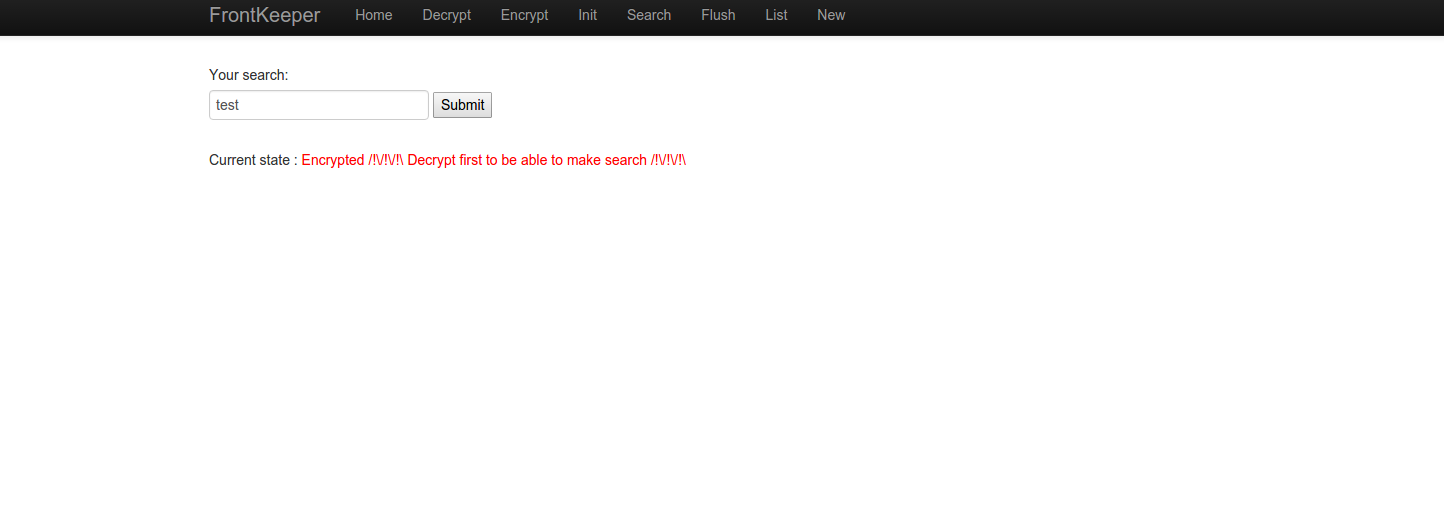 FrontKeeper Home Decrypt Encrypt Init Search Flush List New
Your search:
test Submit
Current state : Encrypted /!\/!\/!\ Decrypt first to be able to make search /!\/!\/!\